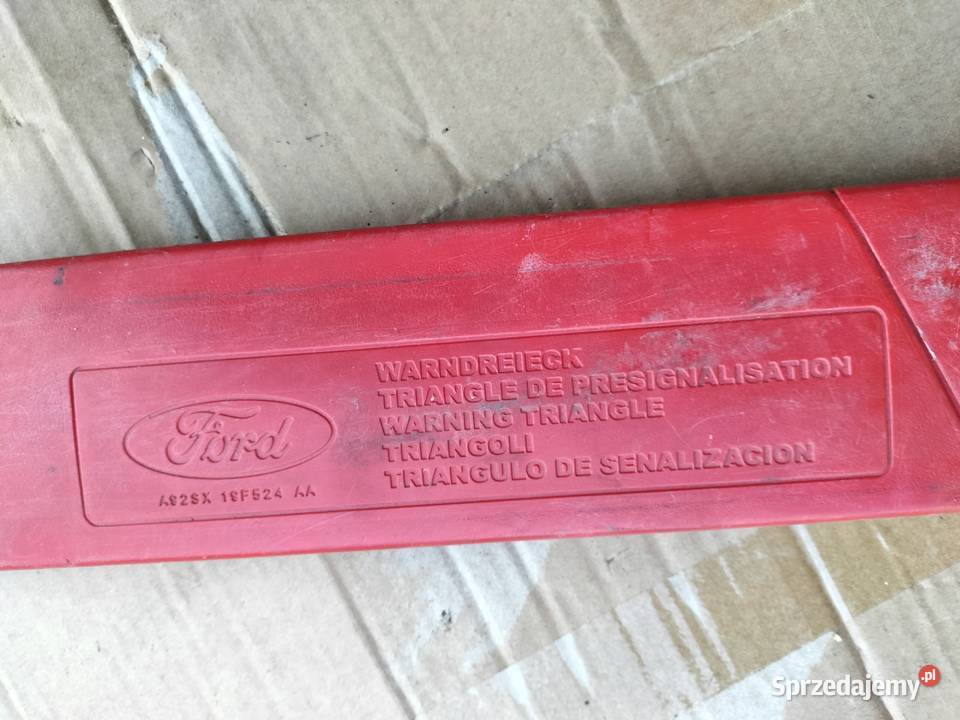 Ford
A92SX 19F524 AA
WARNDREIECK
TRIANGLE DE PRESIGNALISATION
WARNING TRIANGLE
TRIANGOLI
TRIANGULO DE SENALIZACION
Sprzedajemy.pl